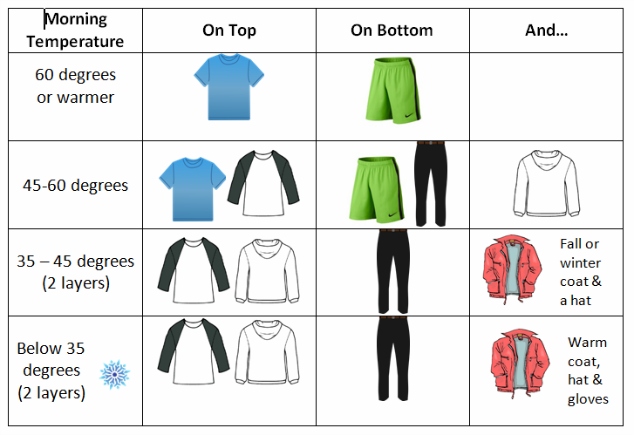 Morning
Temperature
On Top
On Bottom
And...
60 degrees
or warmer
45-60 degrees
35 – 45 degrees
(2 layers)
Fall or
winter
coat &
a hat
Below 35
degrees
(2 layers)
Warm
coat,
hat &
gloves